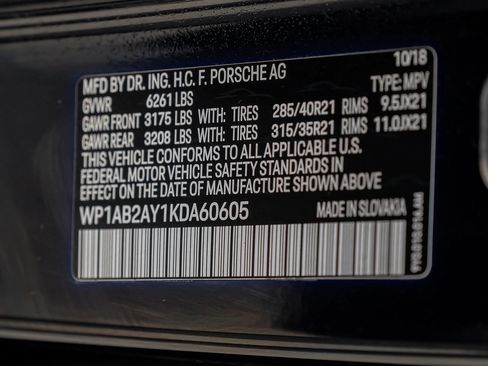 10/18
MFD BY DR. ING. H.C. F. PORSCHE AG
GVWR 6261 LBS TYPE: MPV
GAWR FRONT 3175 LBS WITH: TIRES 285/40R21 RIMS 9.5JX21
GAWR REAR 3208 LBS WITH: TIRES 315/35R21 RIMS 11.0JX21
THIS VEHICLE CONFORMS TO ALL APPLICABLE U.S.
FEDERAL MOTOR VEHICLE SAFETY STANDARDS IN
EFFECT ON THE DATE OF MANUFACTURE SHOWN ABOVE
WP1AB2AY1KDA60605 MADE IN SLOVAKIA